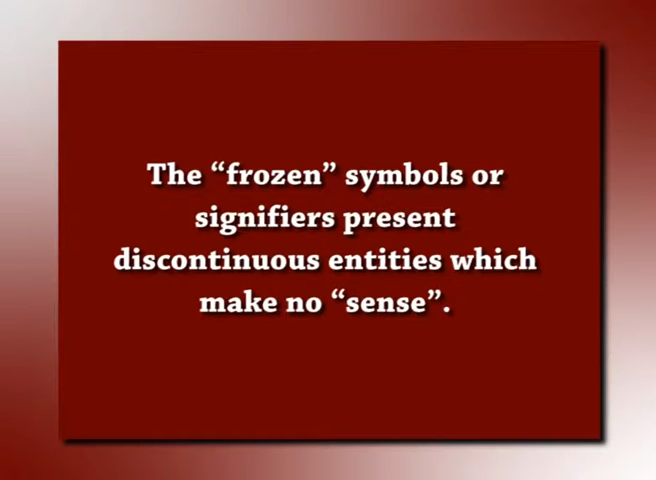 The “frozen” symbols or
signifiers present
discontinuous entities which
make no “sense”.